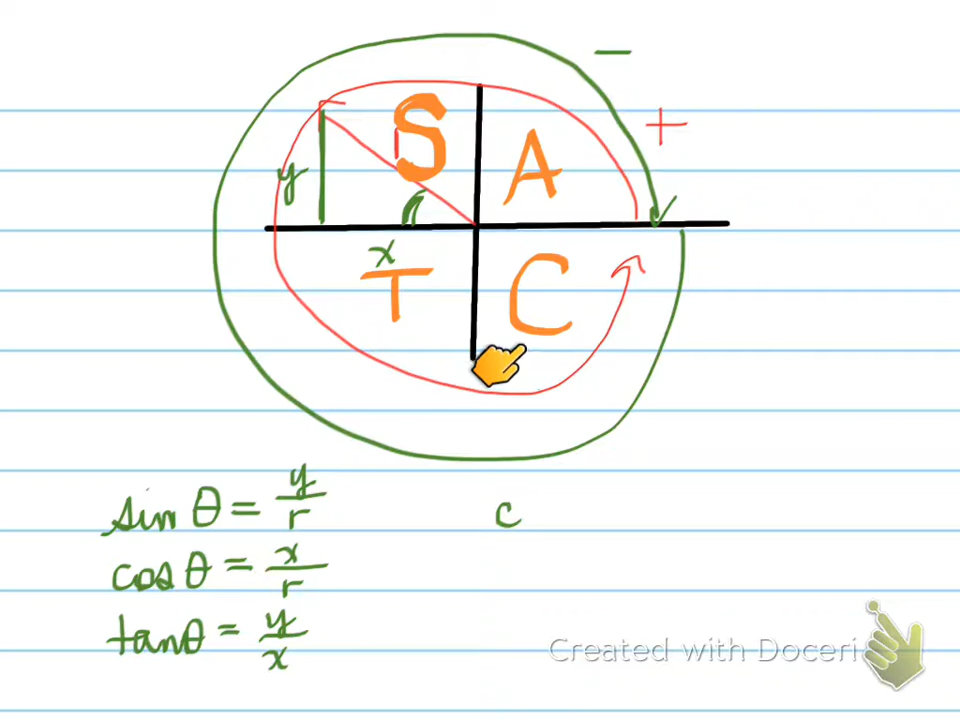 −
+
S A
y
x
T C
sin θ = y/r
c
cos θ = x/r
tan θ = y/x
Created with Doceri